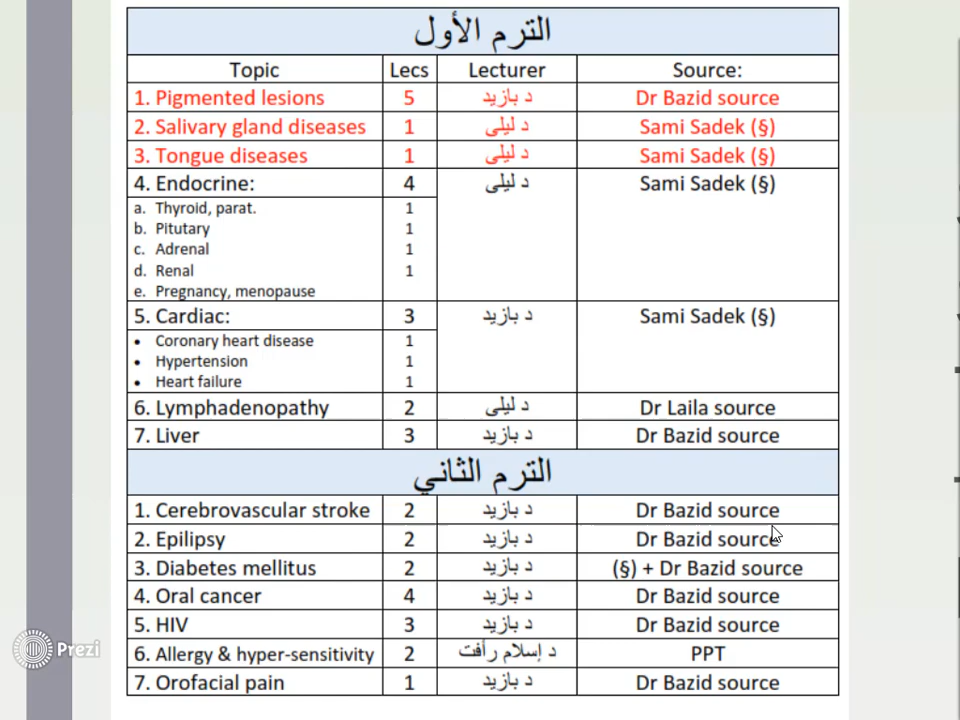 الترم الأول
Topic Lecs Lecturer Source:
1. Pigmented lesions 5 د بازيد Dr Bazid source
2. Salivary gland diseases 1 د ليلى Sami Sadek (§)
3. Tongue diseases 1 د ليلى Sami Sadek (§)
4. Endocrine: 4 د ليلى Sami Sadek (§)
a. Thyroid, parat. 1
b. Pitutary 1
c. Adrenal 1
d. Renal 1
e. Pregnancy, menopause
5. Cardiac: 3 د بازيد Sami Sadek (§)
• Coronary heart disease 1
• Hypertension 1
• Heart failure 1
6. Lymphadenopathy 2 د ليلى Dr Laila source
7. Liver 3 د بازيد Dr Bazid source
الترم الثاني
1. Cerebrovascular stroke 2 د بازيد Dr Bazid source
2. Epilipsy 2 د بازيد Dr Bazid source
3. Diabetes mellitus 2 د بازيد (§) + Dr Bazid source
4. Oral cancer 4 د بازيد Dr Bazid source
5. HIV 3 د بازيد Dr Bazid source
6. Allergy & hyper-sensitivity 2 د إسلام رأفت PPT
7. Orofacial pain 1 د بازيد Dr Bazid source
Prezi